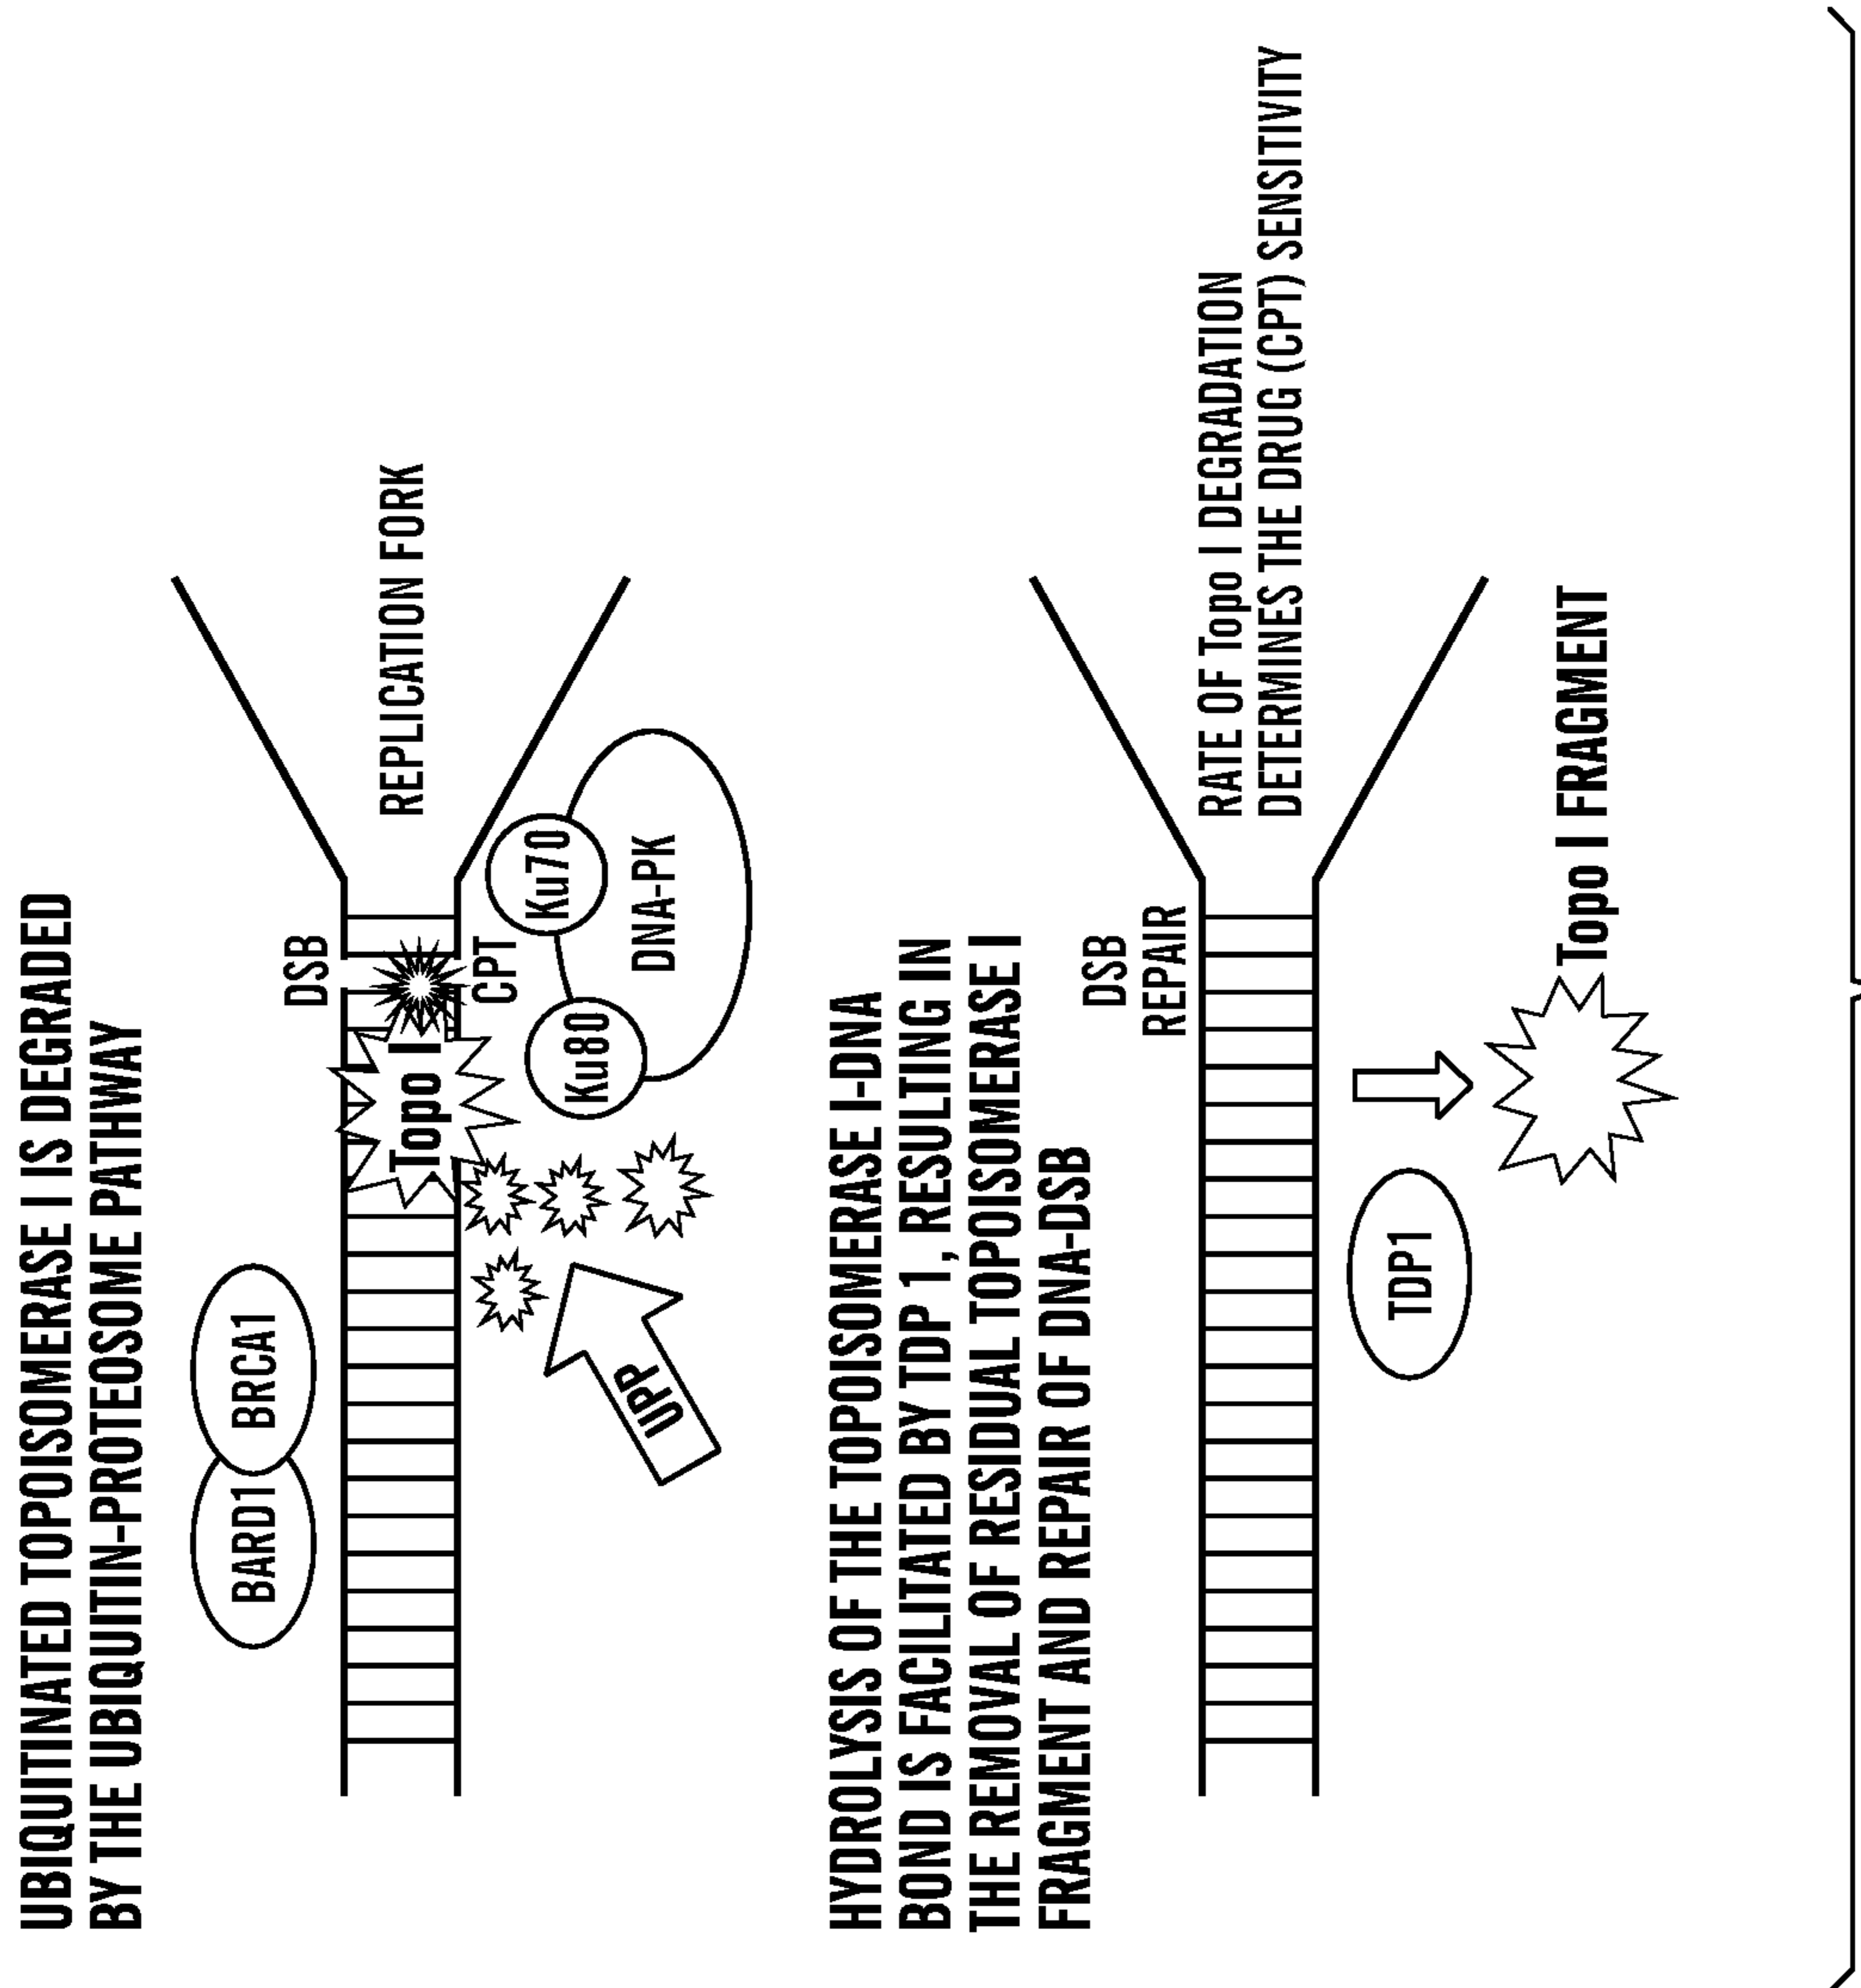 UBIQUITINATED TOPOISOMERASE I IS DEGRADED
BY THE UBIQUITIN-PROTEOSOME PATHWAY
BARD1
BRCA1
DSB
Topo I
CPT
REPLICATION FORK
Ku80
Ku70
DNA-PK
UPP
HYDROLYSIS OF THE TOPOISOMERASE I-DNA
BOND IS FACILITATED BY TDP 1, RESULTING IN
THE REMOVAL OF RESIDUAL TOPOISOMERASE I
FRAGMENT AND REPAIR OF DNA-DSB
DSB
REPAIR
RATE OF Topo I DEGRADATION
DETERMINES THE DRUG (CPT) SENSITIVITY
TDP1
Topo I FRAGMENT